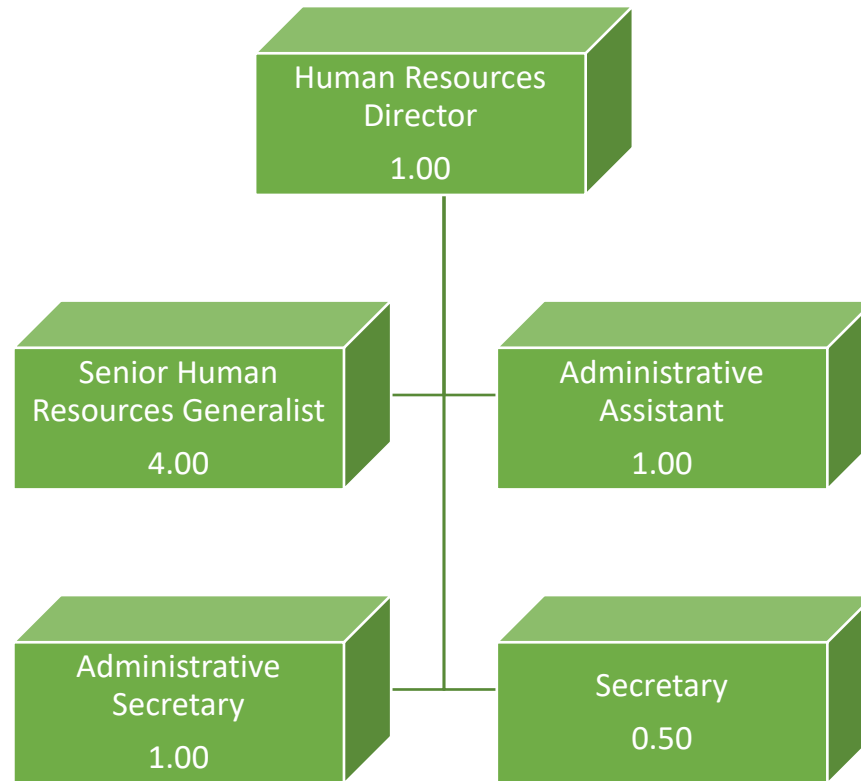 Human Resources
Director
1.00
Senior Human
Resources Generalist
4.00
Administrative
Assistant
1.00
Administrative
Secretary
1.00
Secretary
0.50